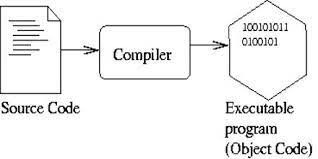 100101011
0100101
Compiler
Source Code
Executable
program
(Object Code)